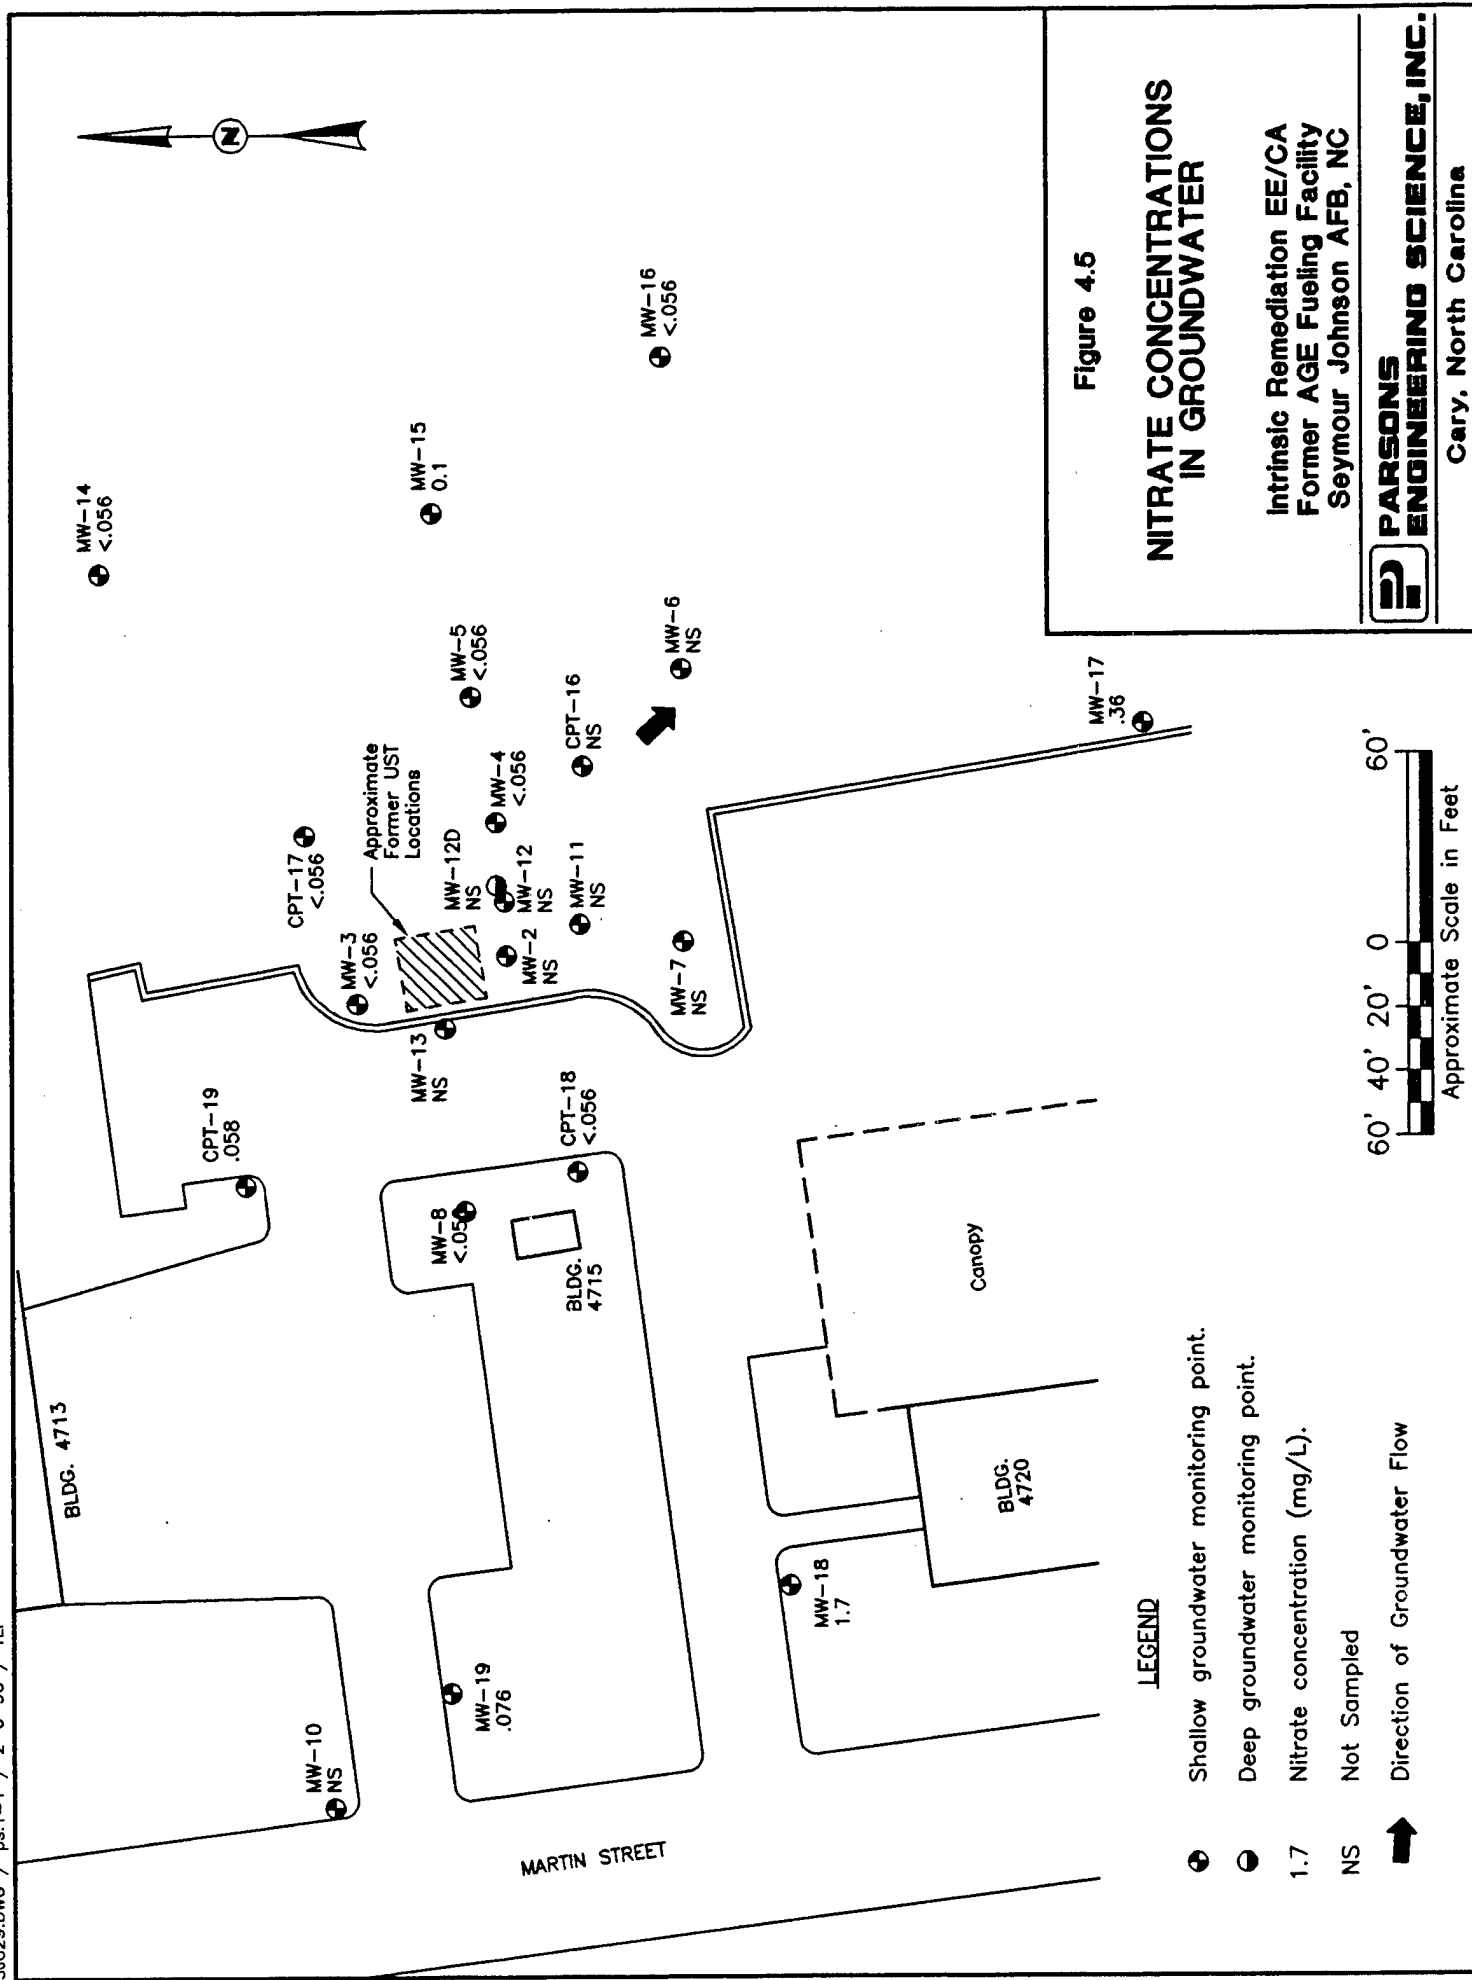 MW-14
<.056
MW-15
0.1
MW-16
<.056
MW-5
<.056
MW-6
NS
CPT-16
NS
MW-4
<.056
Approximate
Former UST
Locations
CPT-17
<.056
MW-3
<.056
MW-12D
NS
MW-12
NS
MW-2
NS
MW-11
NS
MW-7
NS
MW-13
NS
MW-17
.36
CPT-19
.058
CPT-18
<.056
MW-8
BLDG.
4715
BLDG. 4713
Canopy
BLDG.
4720
MW-18
1.7
MW-19
.076
MW-10
NS
MARTIN STREET
N
LEGEND
Shallow groundwater monitoring point.
Deep groundwater monitoring point.
1.7 Nitrate concentration (mg/L).
NS Not Sampled
Direction of Groundwater Flow
60' 40' 20' 0 60'
Approximate Scale in Feet
Figure 4.5
NITRATE CONCENTRATIONS
IN GROUNDWATER
Intrinsic Remediation EE/CA
Former AGE Fueling Facility
Seymour Johnson AFB, NC
PARSONS
ENGINEERING SCIENCE, INC.
Cary, North Carolina